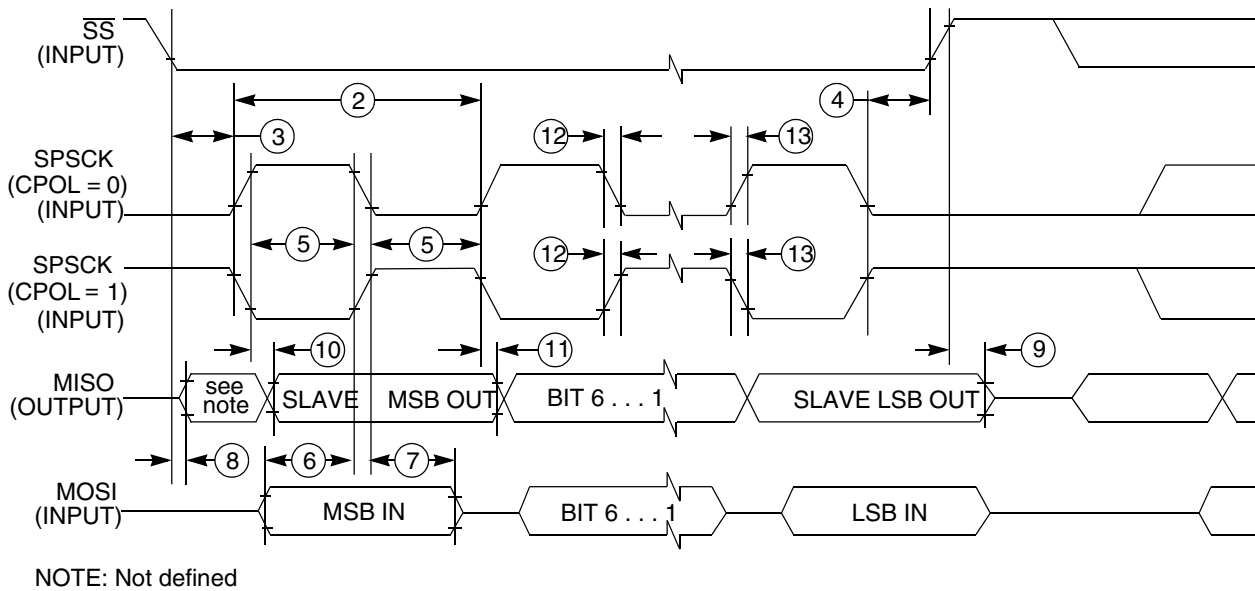 SS
(INPUT)
2
4
3
12
13
SPSCK
(CPOL = 0)
(INPUT)
5
5
SPSCK
(CPOL = 1)
(INPUT)
12
13
10
11
9
MISO
(OUTPUT)
see
note
SLAVE
MSB OUT
BIT 6 . . . 1
SLAVE LSB OUT
8
6
7
MOSI
(INPUT)
MSB IN
BIT 6 . . . 1
LSB IN
NOTE: Not defined